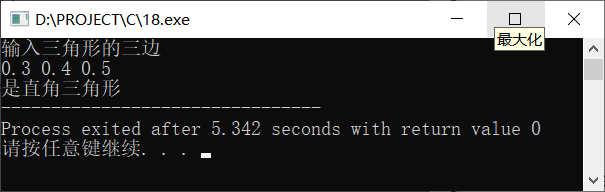 D:\PROJECT\C\18.exe
最大化
输入三角形的三边
0.3 0.4 0.5
是直角三角形
--------------------------------
Process exited after 5.342 seconds with return value 0
请按任意键继续. . .